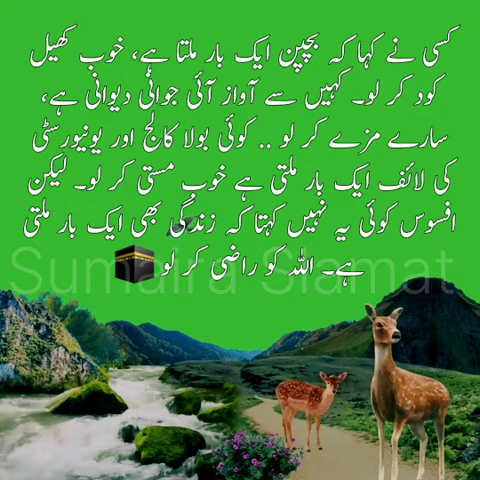 کسی نے کہا کہ بچپن ایک بار ملتا ہے، خوب کھیل
کود کر لو۔ کہیں سے آواز آئی جوانی دیوانی ہے،
سارے مزے کر لو .. کوئی بولا کالج اور یونیورسٹی
کی لائف ایک بار ملتی ہے خوب مستی کر لو۔ لیکن
افسوس کوئی یہ نہیں کہتا کہ زندگی بھی ایک بار ملتی
ہے۔ اللہ کو راضی کر لو
Sumaira Slamat